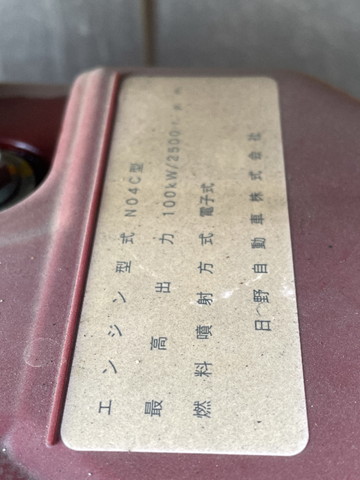 エンジン型式 N04C型
最高出力 100kW/2500r.p.m
燃料噴射方式 電子式
日野自動車株式会社